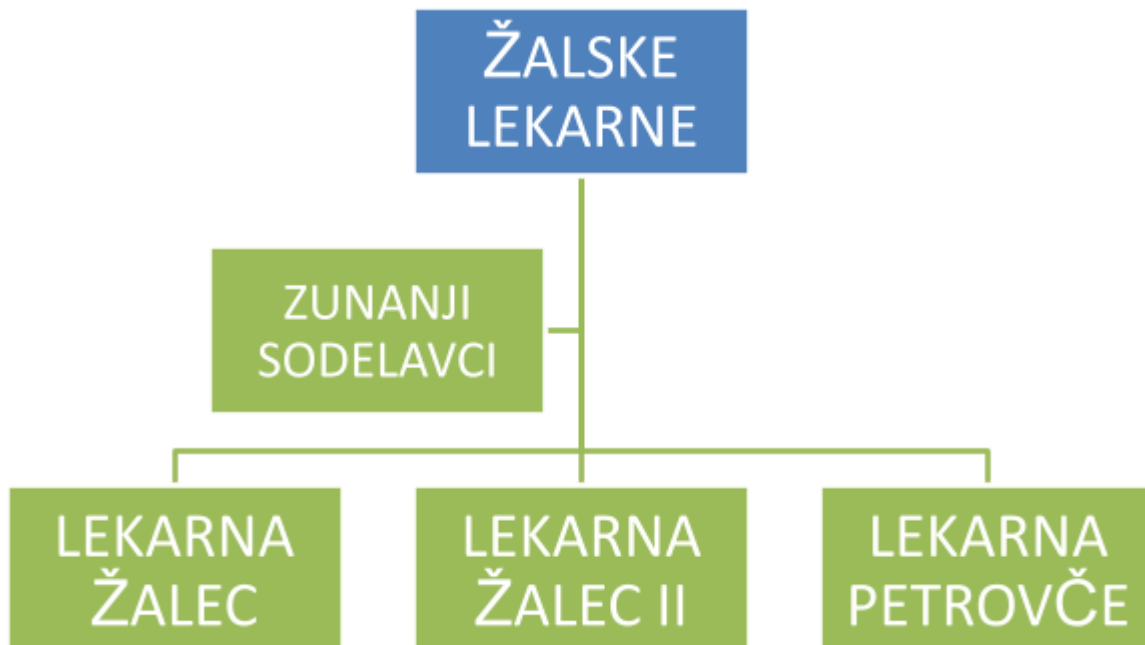 ŽALSKE
LEKARNE
ZUNANJI
SODELAVCI
LEKARNA
ŽALEC
LEKARNA
ŽALEC II
LEKARNA
PETROVČE